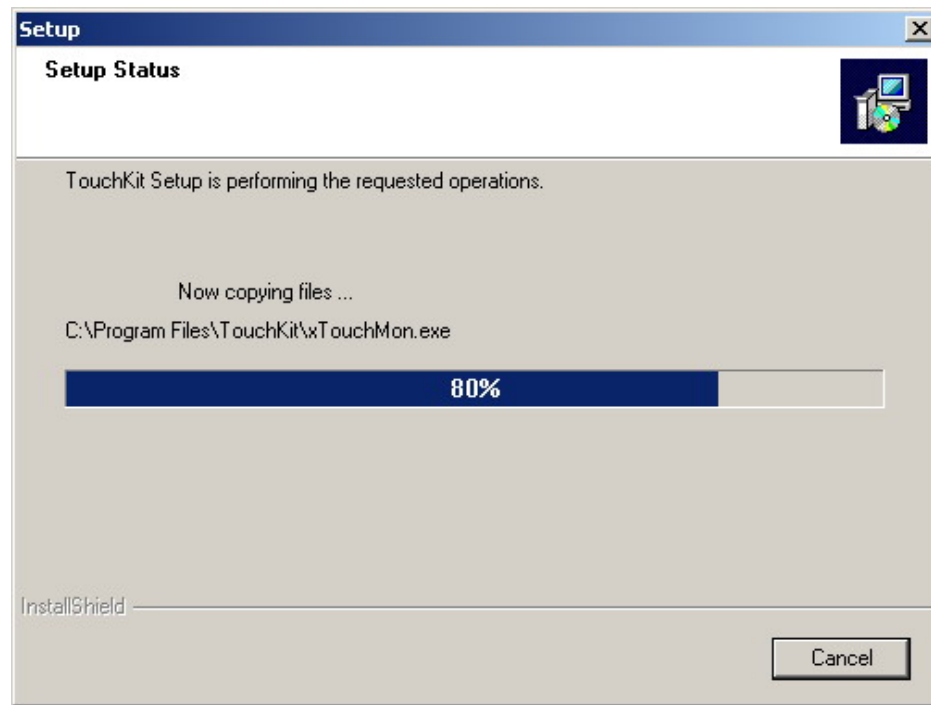 Setup
Setup Status
TouchKit Setup is performing the requested operations.
Now copying files ...
C:\Program Files\TouchKit\xTouchMon.exe
80%
InstallShield
Cancel